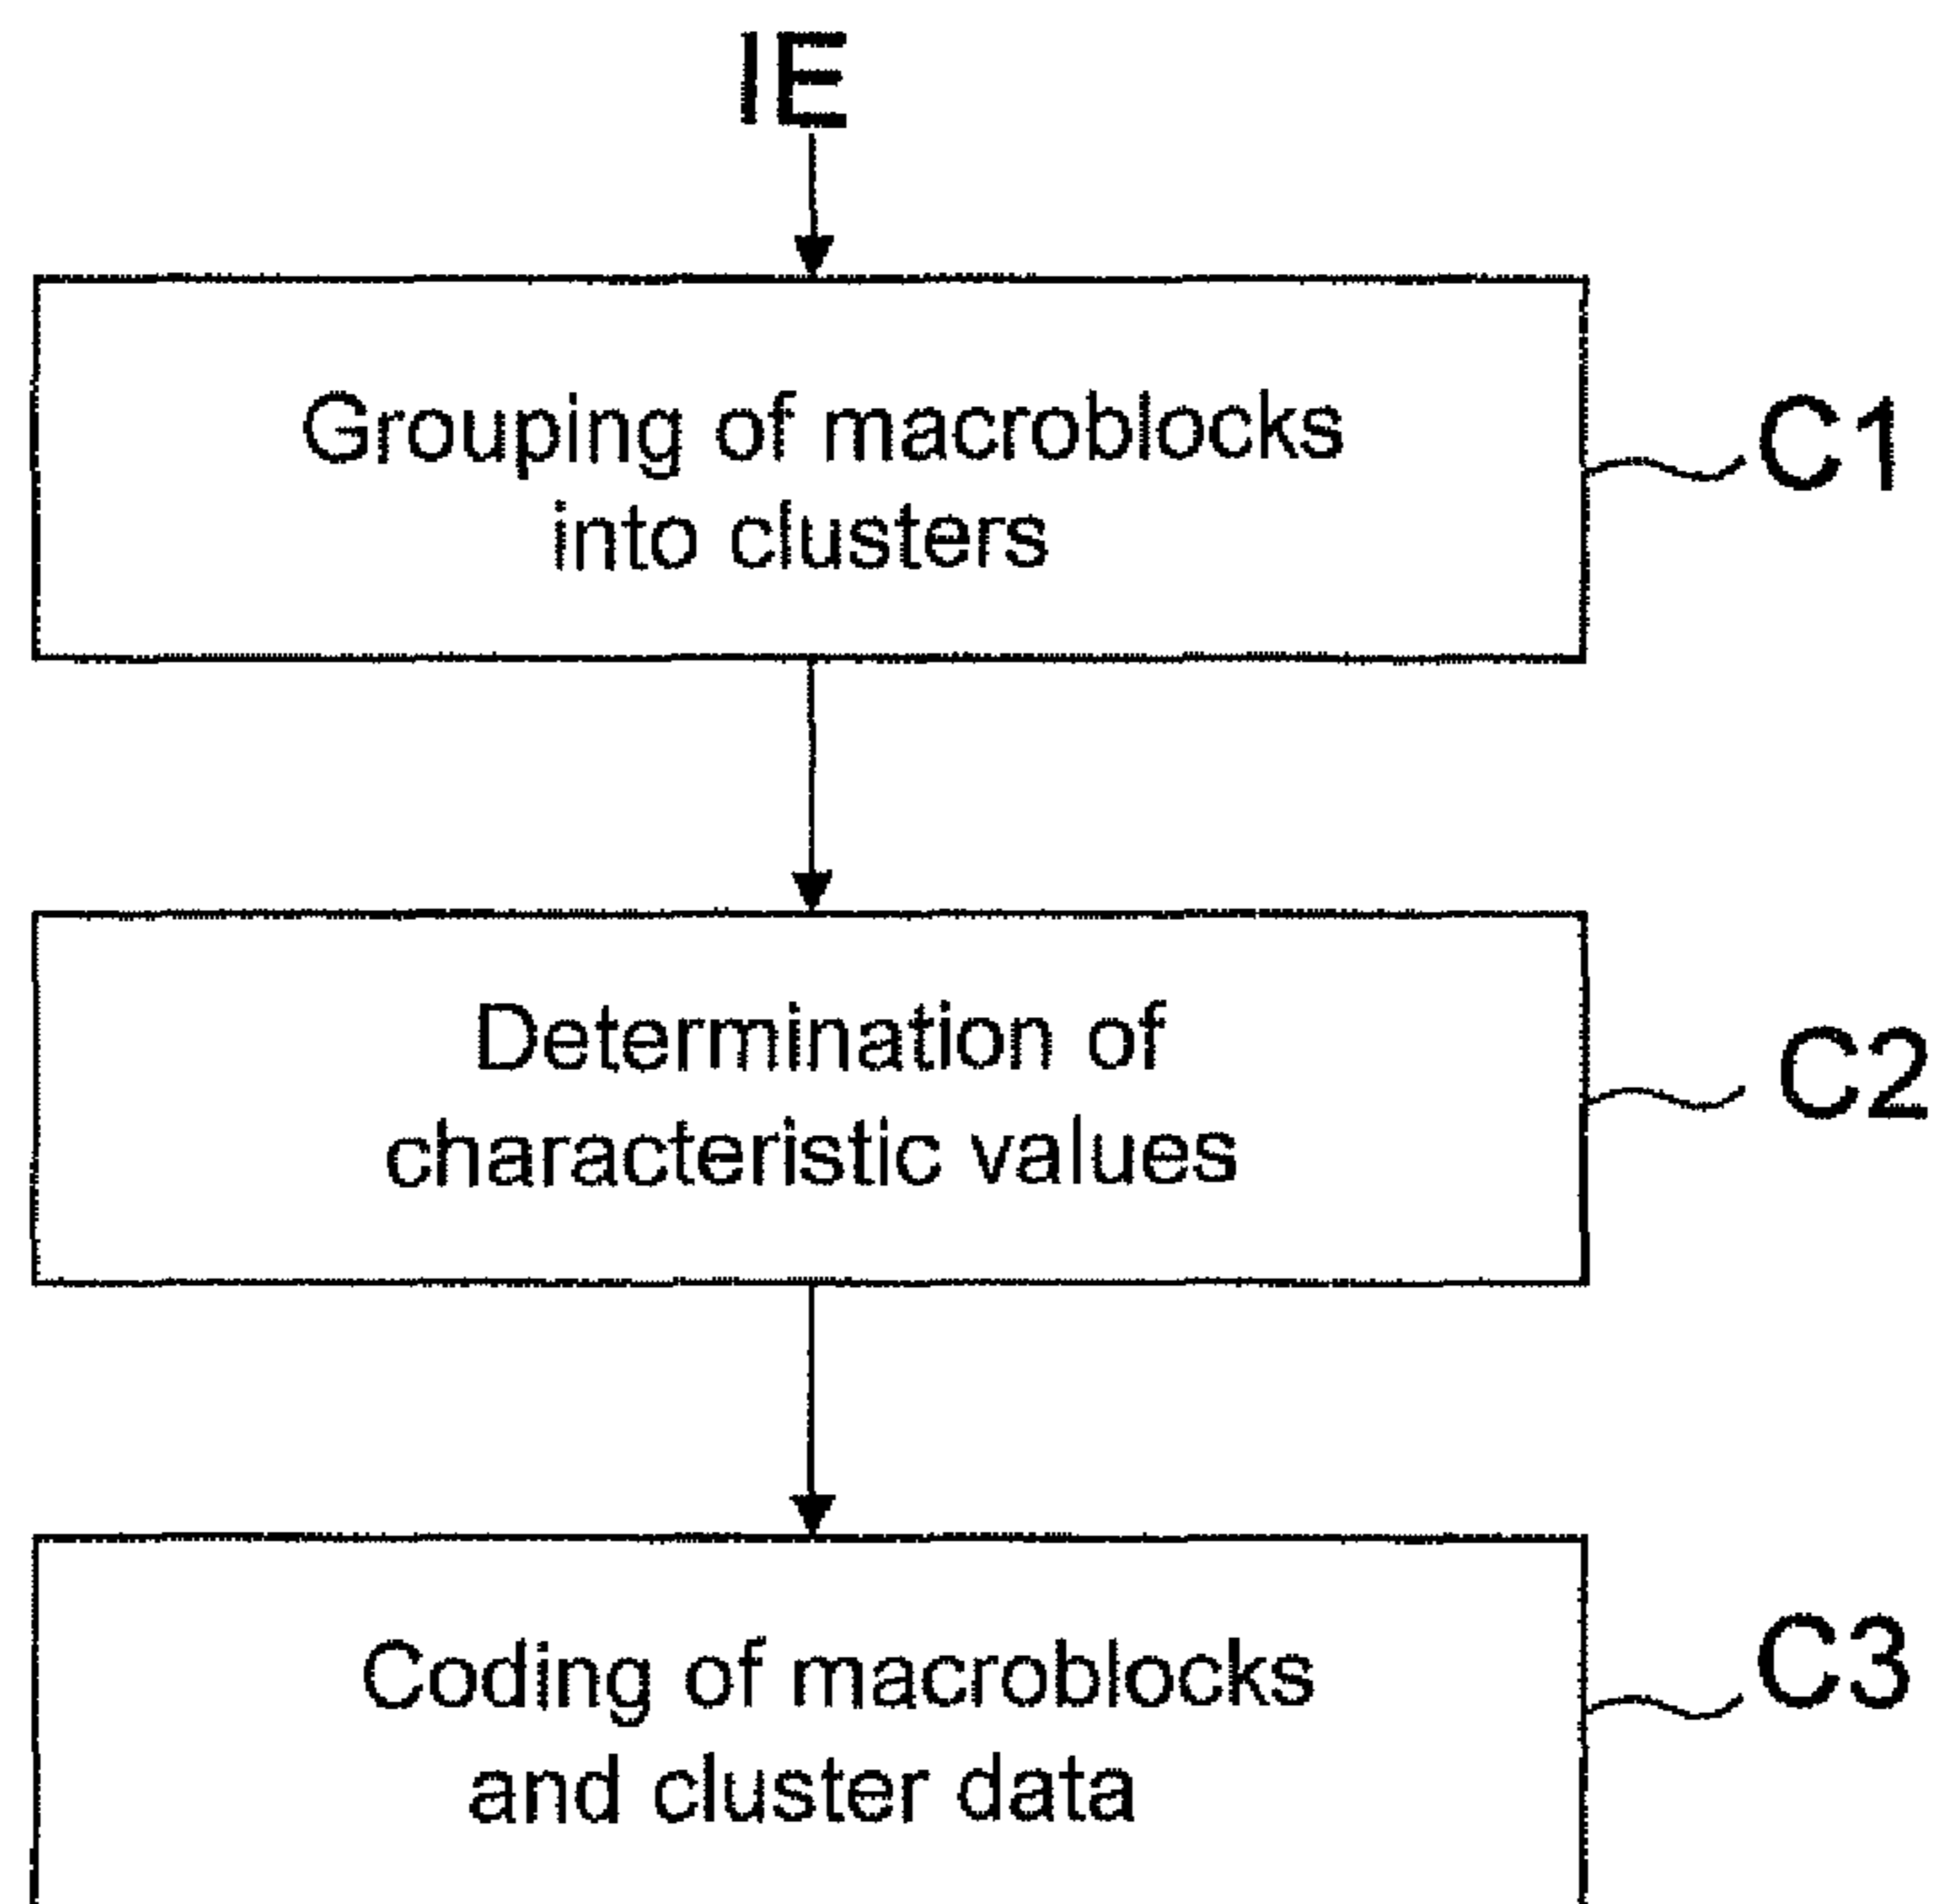 IE
Grouping of macroblocks
into clusters
C1
Determination of
characteristic values
C2
Coding of macroblocks
and cluster data
C3